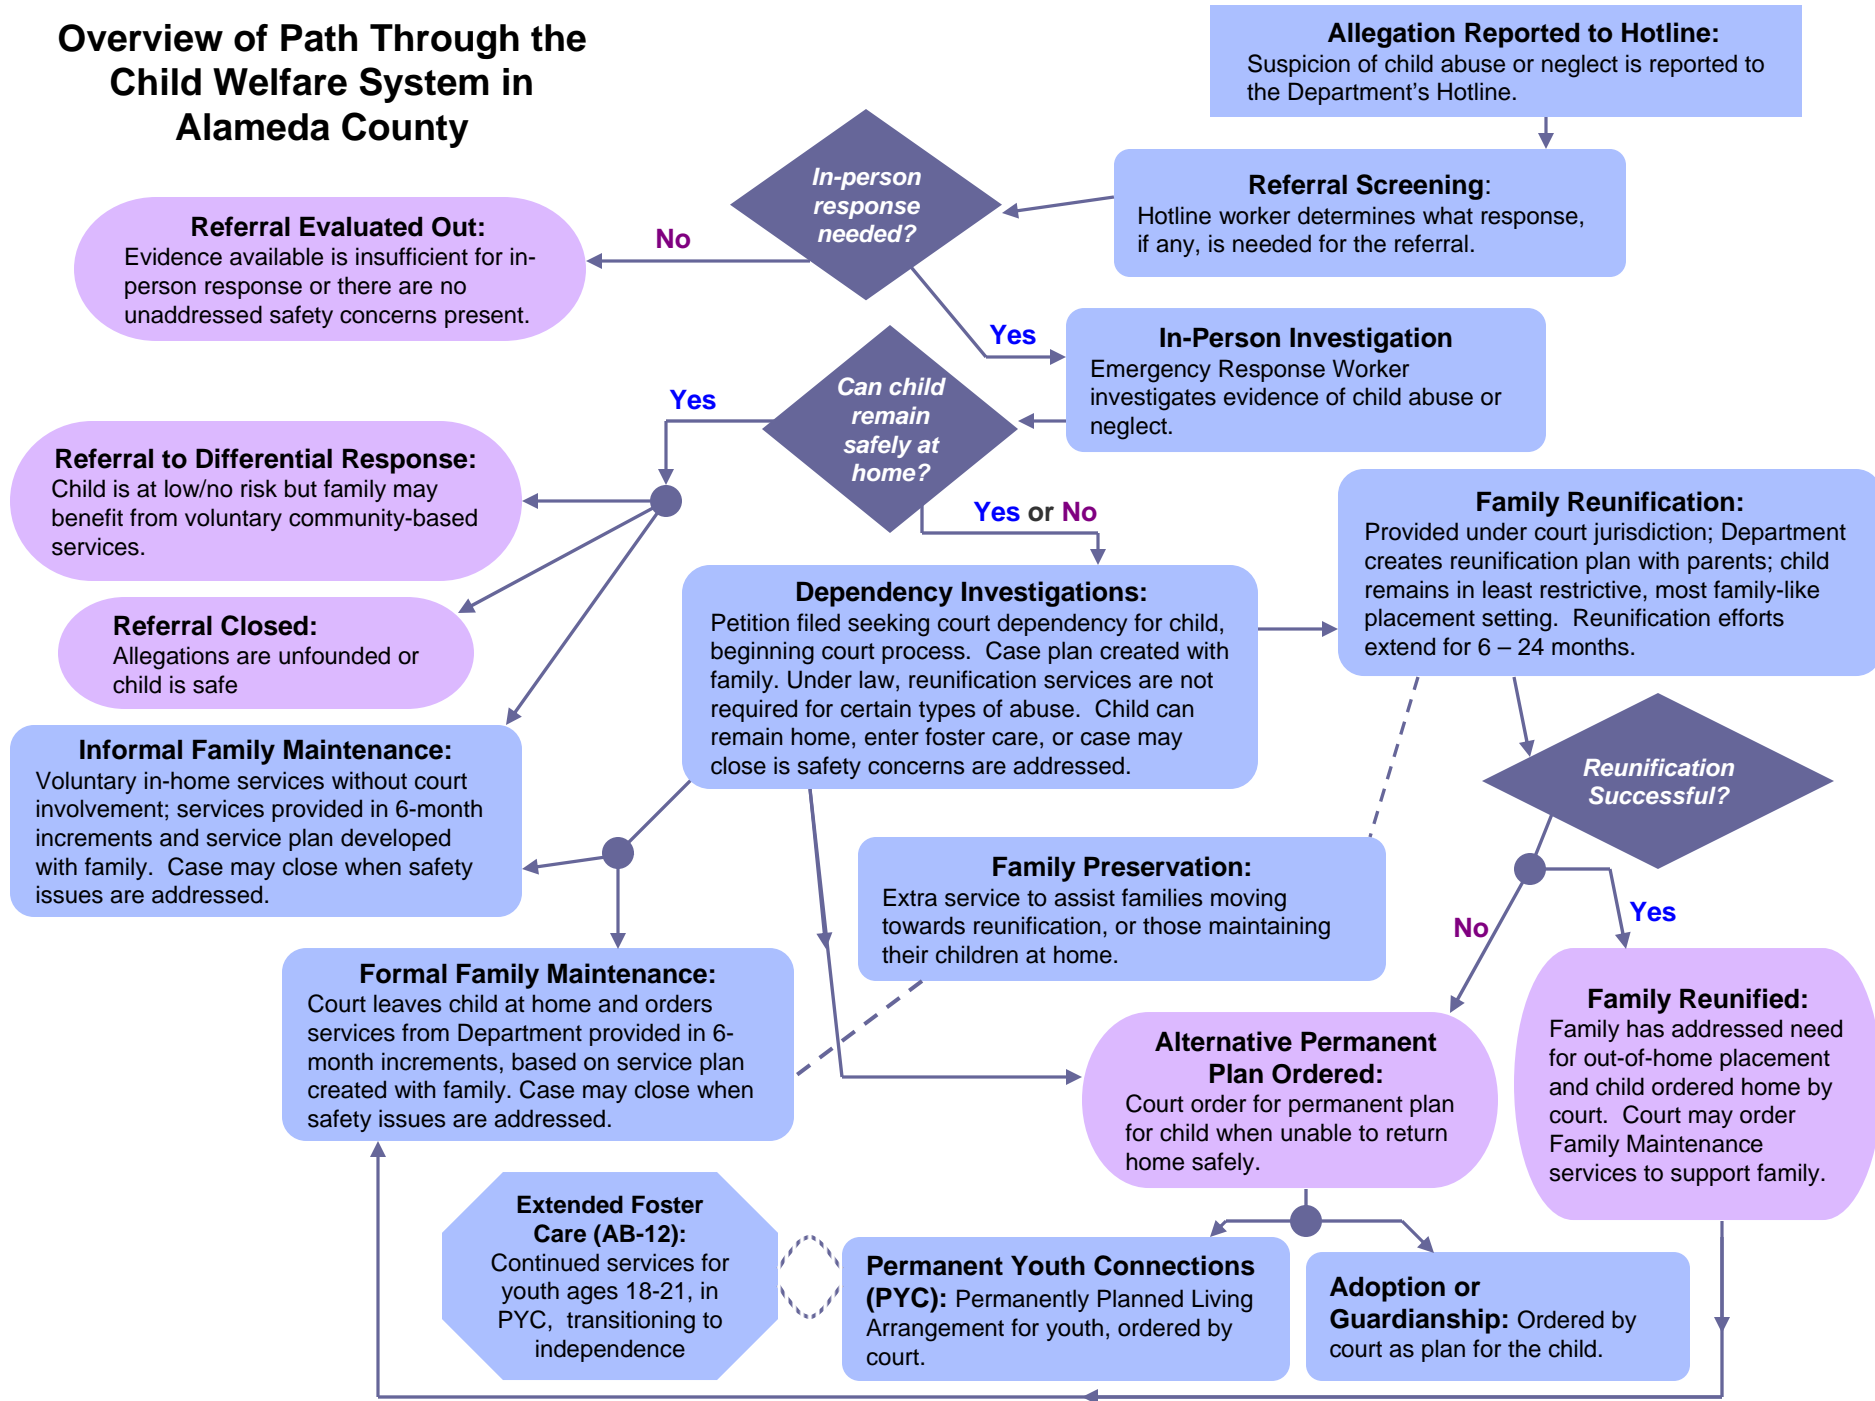 Overview of Path Through the
Child Welfare System in
Alameda County
Allegation Reported to Hotline:
Suspicion of child abuse or neglect is reported to
the Department’s Hotline.
Referral Screening:
Hotline worker determines what response,
if any, is needed for the referral.
In-person
response
needed?
No
Referral Evaluated Out:
Evidence available is insufficient for in-
person response or there are no
unaddressed safety concerns present.
Yes
In-Person Investigation
Emergency Response Worker
investigates evidence of child abuse or
neglect.
Can child
remain
safely at
home?
Yes
Referral to Differential Response:
Child is at low/no risk but family may
benefit from voluntary community-based
services.
Referral Closed:
Allegations are unfounded or
child is safe
Informal Family Maintenance:
Voluntary in-home services without court
involvement; services provided in 6-month
increments and service plan developed
with family.  Case may close when safety
issues are addressed.
Yes or No
Dependency Investigations:
Petition filed seeking court dependency for child,
beginning court process.  Case plan created with
family. Under law, reunification services are not
required for certain types of abuse.  Child can
remain home, enter foster care, or case may
close is safety concerns are addressed.
Family Reunification:
Provided under court jurisdiction; Department
creates reunification plan with parents; child
remains in least restrictive, most family-like
placement setting.  Reunification efforts
extend for 6 – 24 months.
Reunification
Successful?
Family Preservation:
Extra service to assist families moving
towards reunification, or those maintaining
their children at home.
No
Yes
Formal Family Maintenance:
Court leaves child at home and orders
services from Department provided in 6-
month increments, based on service plan
created with family. Case may close when
safety issues are addressed.
Alternative Permanent
Plan Ordered:
Court order for permanent plan
for child when unable to return
home safely.
Family Reunified:
Family has addressed need
for out-of-home placement
and child ordered home by
court.  Court may order
Family Maintenance
services to support family.
Extended Foster
Care (AB-12):
Continued services for
youth ages 18-21, in
PYC,  transitioning to
independence
Permanent Youth Connections
(PYC): Permanently Planned Living
Arrangement for youth, ordered by
court.
Adoption or
Guardianship: Ordered by
court as plan for the child.